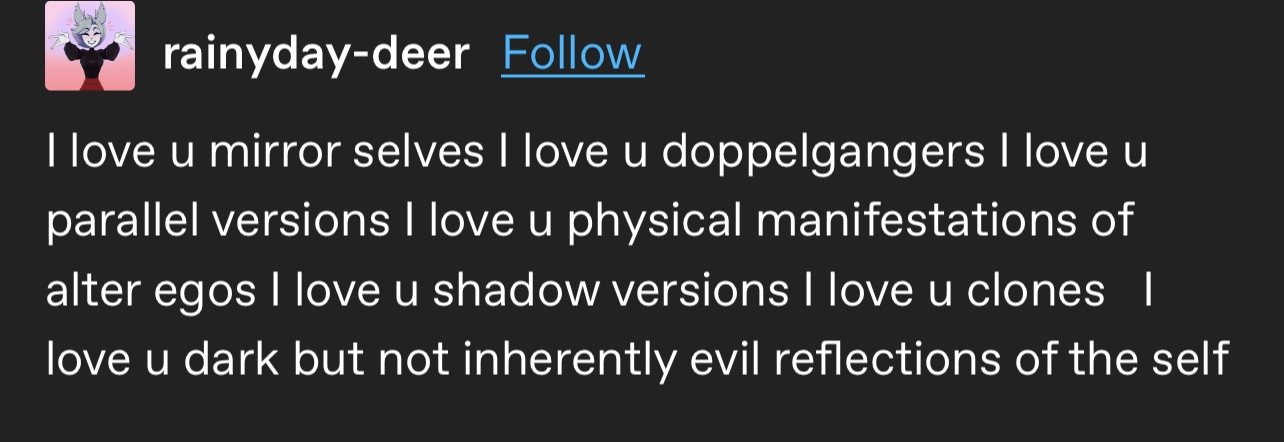 rainyday-deer Follow
I love u mirror selves I love u doppelgangers I love u
parallel versions I love u physical manifestations of
alter egos I love u shadow versions I love u clones I
love u dark but not inherently evil reflections of the self